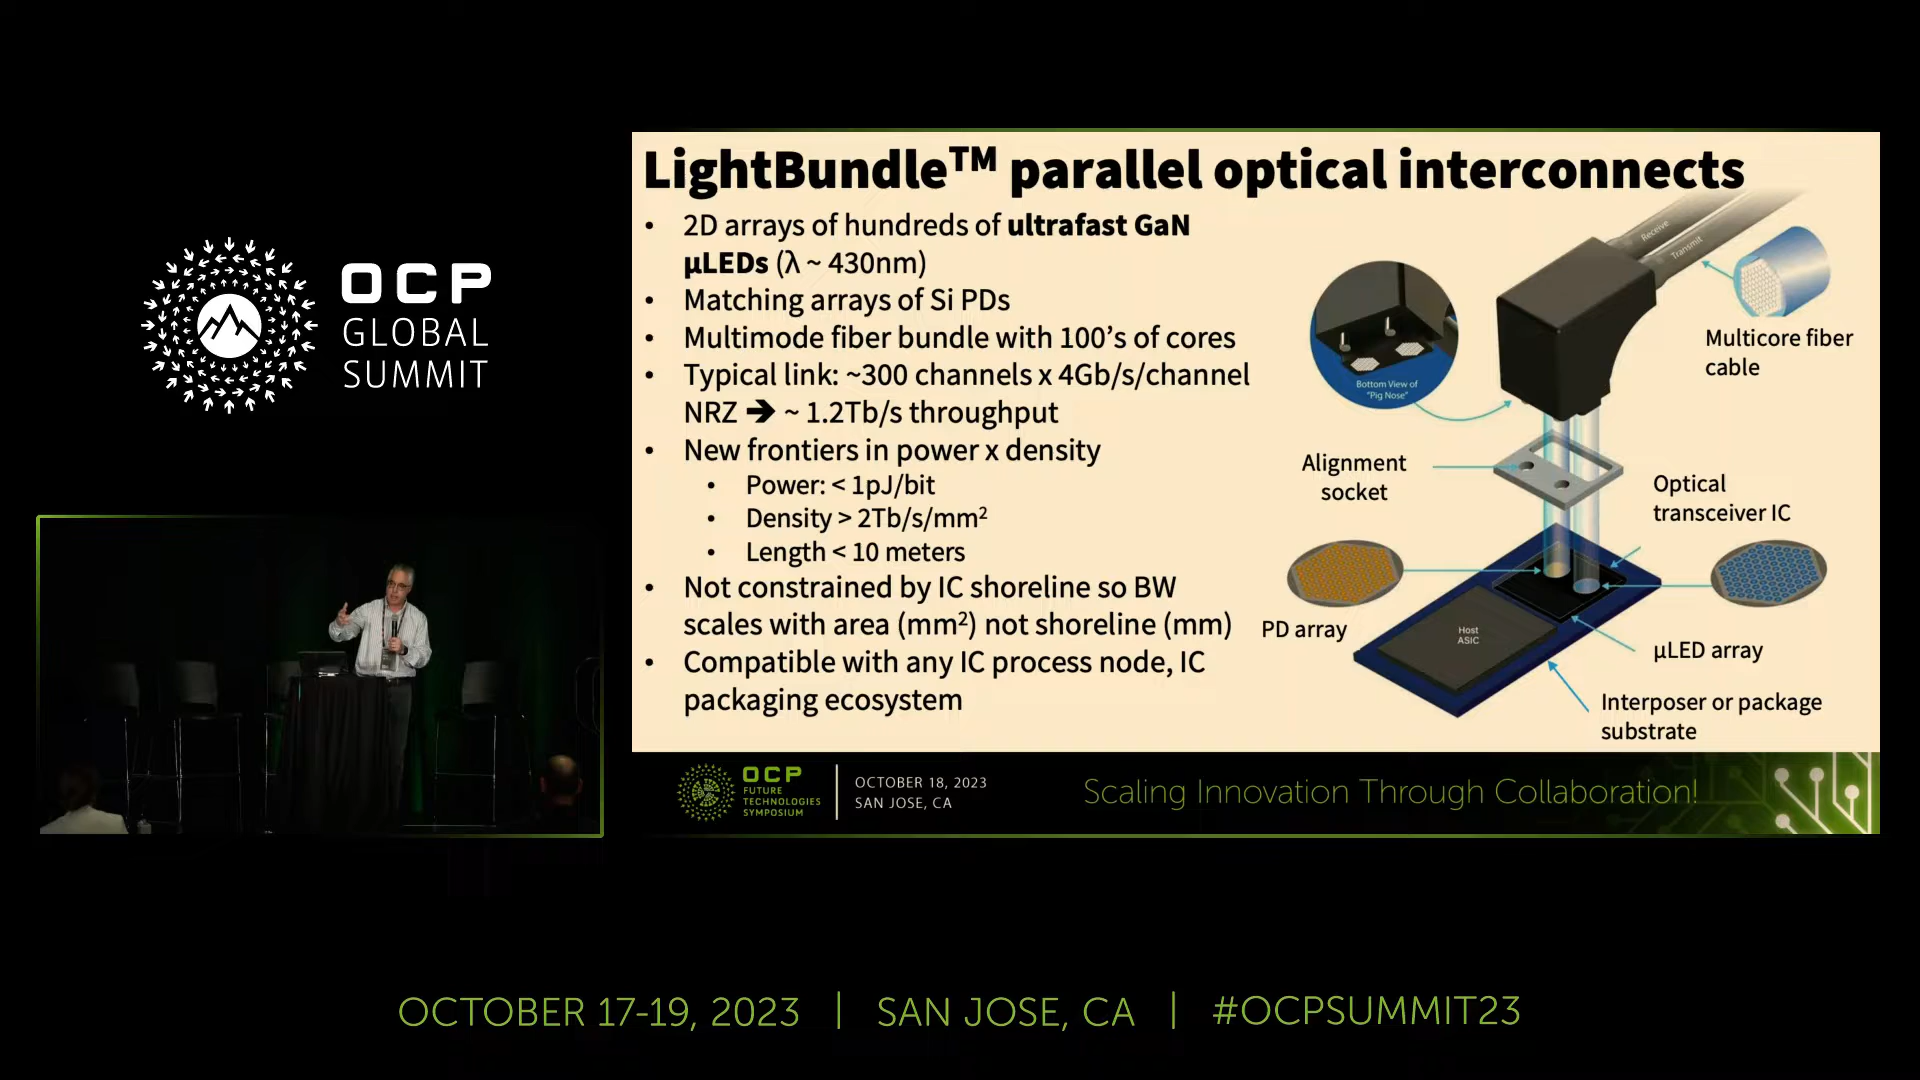 OCP
GLOBAL
SUMMIT
LightBundle™ parallel optical interconnects
• 2D arrays of hundreds of ultrafast GaN
µLEDs (λ ~ 430nm)
• Matching arrays of Si PDs
• Multimode fiber bundle with 100’s of cores
• Typical link: ~300 channels x 4Gb/s/channel
NRZ ➔ ~ 1.2Tb/s throughput
• New frontiers in power x density
• Power: < 1pJ/bit
• Density > 2Tb/s/mm²
• Length < 10 meters
• Not constrained by IC shoreline so BW
scales with area (mm²) not shoreline (mm)
• Compatible with any IC process node, IC
packaging ecosystem
Receive
Transmit
Multicore fiber
cable
Bottom View of
"Pig Nose"
Alignment
socket
Optical
transceiver IC
PD array
Host
ASIC
µLED array
Interposer or package
substrate
OCP
FUTURE
TECHNOLOGIES
SYMPOSIUM
OCTOBER 18, 2023
SAN JOSE, CA
Scaling Innovation Through Collaboration!
OCTOBER 17-19, 2023 | SAN JOSE, CA | #OCPSUMMIT23